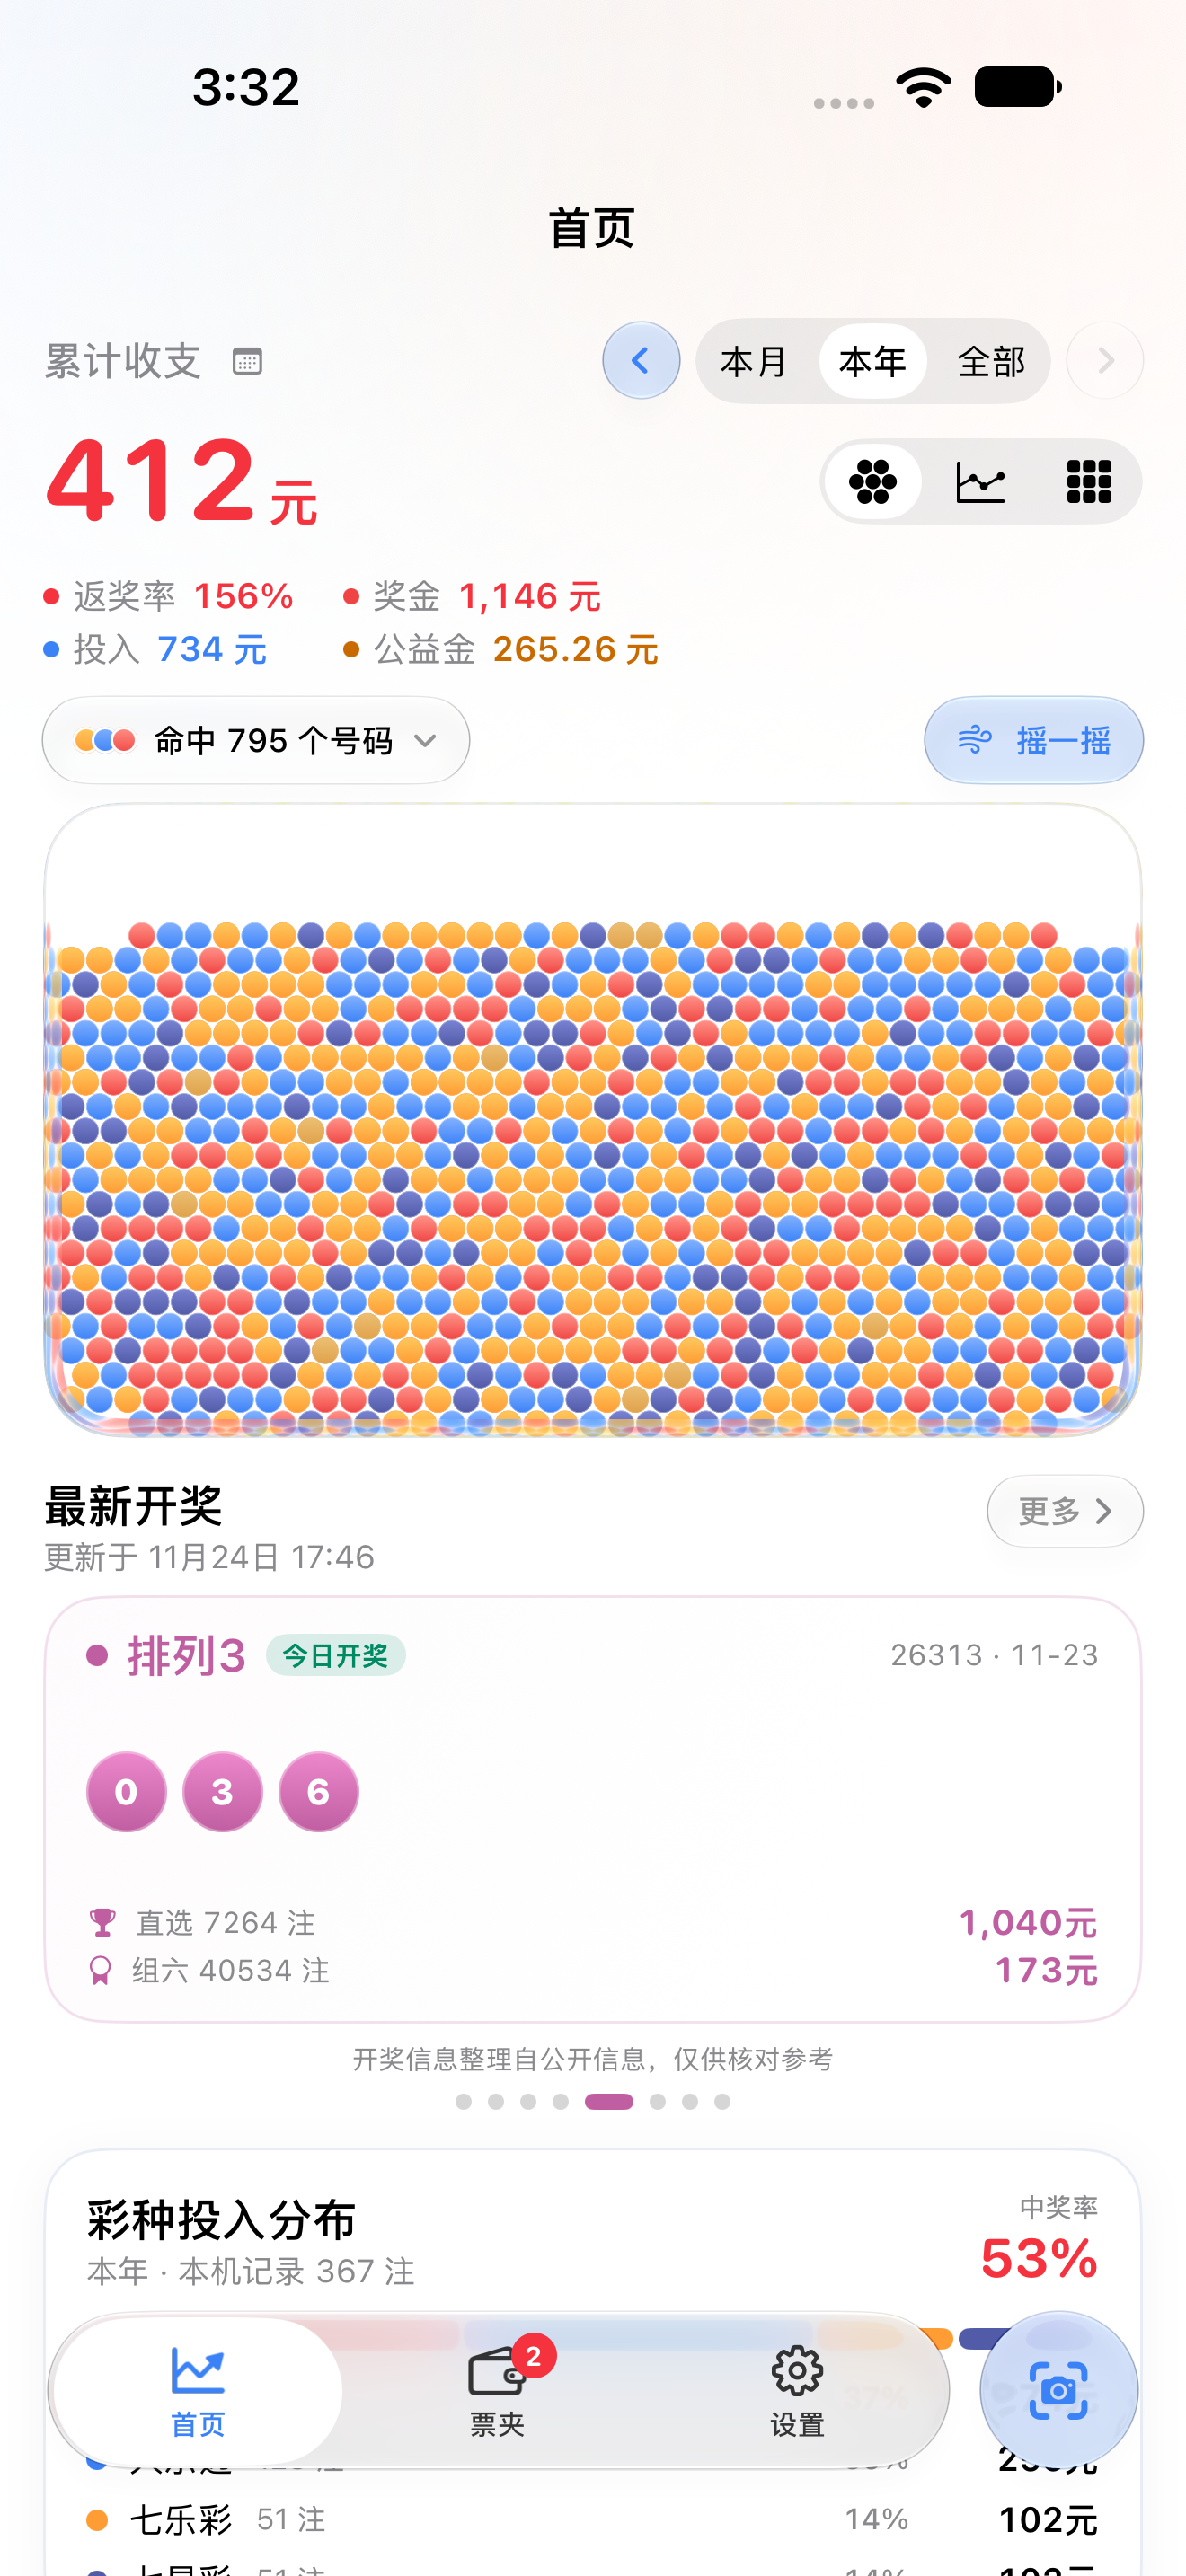 3:32
首页
累计收支
本月 本年 全部
412 元
返奖率 156% 奖金 1,146 元
投入 734 元 公益金 265.26 元
命中 795 个号码
摇一摇
最新开奖
更多
更新于 11月24日 17:46
排列3 今日开奖 26313 · 11-23
0 3 6
直选 7264 注 1,040元
组六 40534 注 173元
开奖信息整理自公开信息，仅供核对参考
彩种投入分布
中奖率
本年 · 本机记录 367 注
53%
37%
2
首页 票夹 设置
七乐彩 51 注 14% 102元